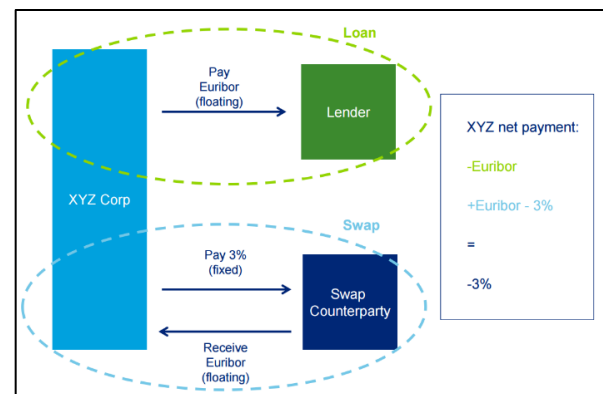 Loan
Pay
Euribor
(floating)
Lender
XYZ Corp
Swap
Pay 3%
(fixed)
Swap
Counterparty
Receive
Euribor
(floating)
XYZ net payment:
-Euribor
+Euribor - 3%
=
-3%